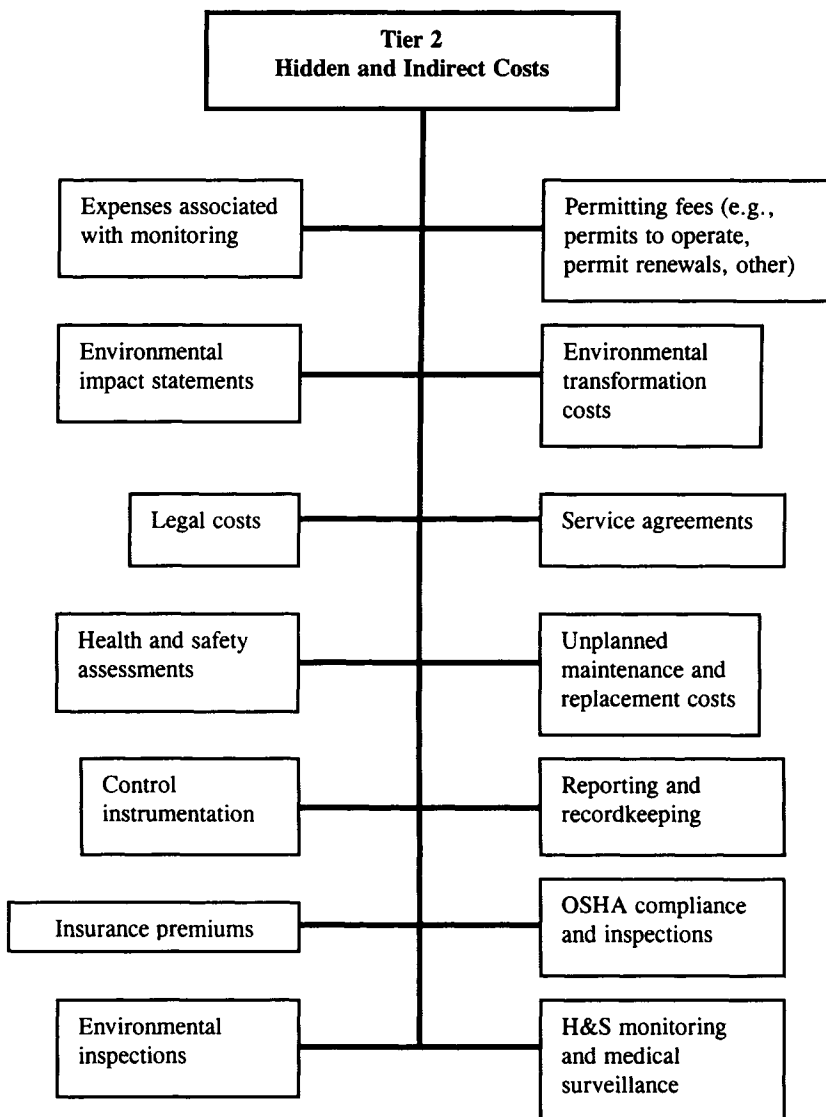 Tier 2
Hidden and Indirect Costs
Expenses associated
with monitoring
Permitting fees (e.g.,
permits to operate,
permit renewals, other)
Environmental
impact statements
Environmental
transformation
costs
Legal costs
Service agreements
Health and safety
assessments
Unplanned
maintenance and
replacement costs
Control
instrumentation
Reporting and
recordkeeping
Insurance premiums
OSHA compliance
and inspections
Environmental
inspections
H&S monitoring
and medical
surveillance